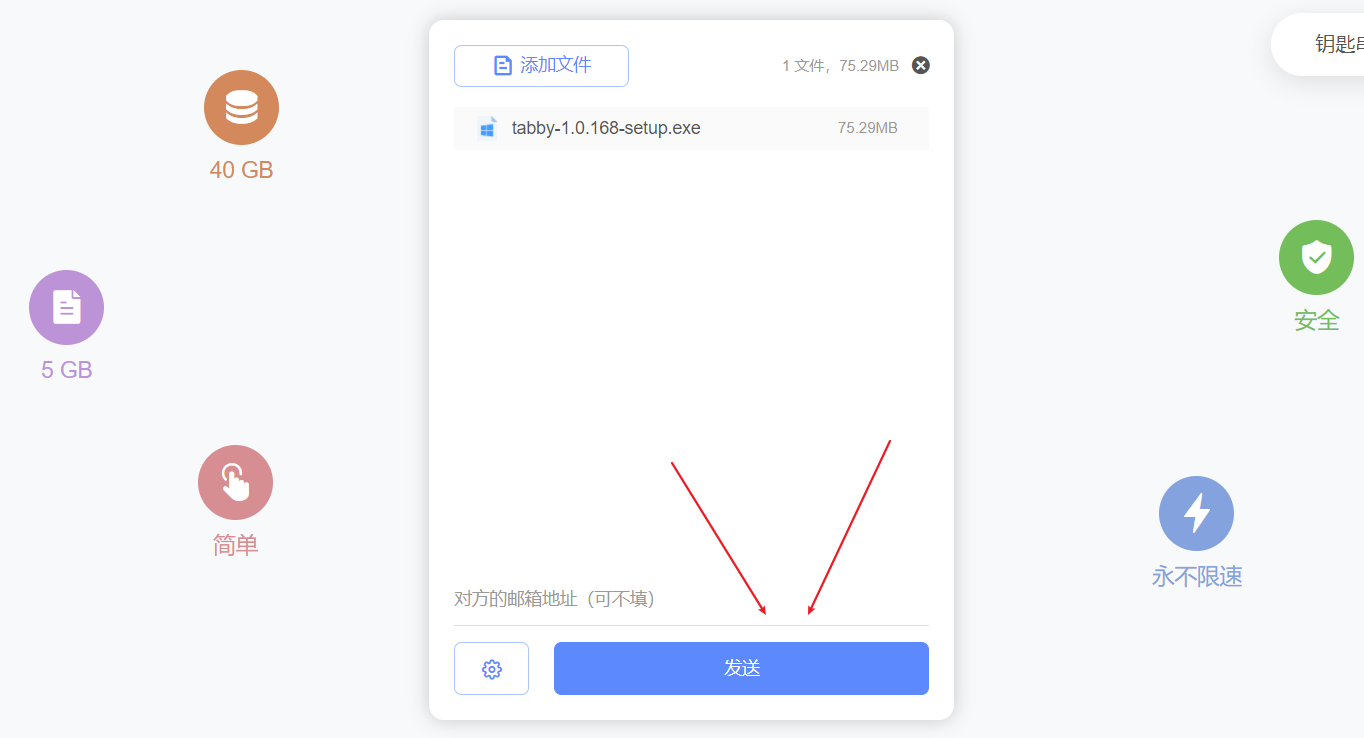 添加文件
1 文件，75.29MB
tabby-1.0.168-setup.exe
75.29MB
对方的邮箱地址（可不填）
发送
40 GB
5 GB
简单
钥匙
安全
永不限速